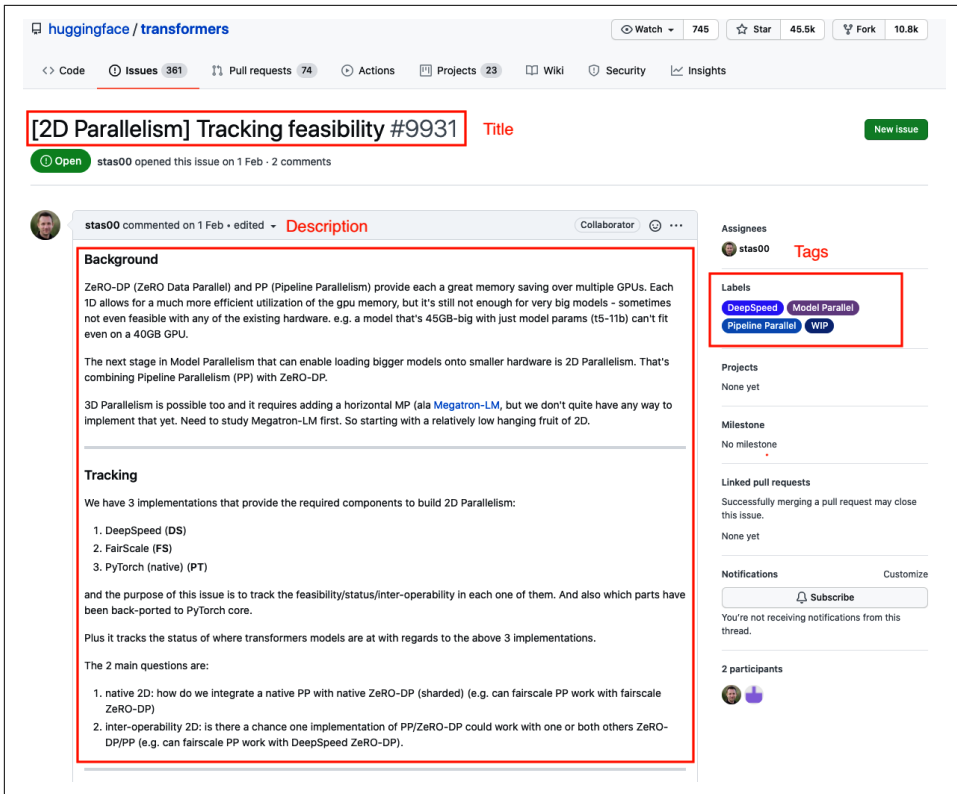 huggingface / transformers
Watch 745 Star 45.5k Fork 10.8k
<> Code Issues 361 Pull requests 74 Actions Projects 23 Wiki Security Insights
[2D Parallelism] Tracking feasibility #9931 Title
New issue
Open stas00 opened this issue on 1 Feb · 2 comments
stas00 commented on 1 Feb • edited Description
Collaborator
Background
ZeRO-DP (ZeRO Data Parallel) and PP (Pipeline Parallelism) provide each a great memory saving over multiple GPUs. Each
1D allows for a much more efficient utilization of the gpu memory, but it's still not enough for very big models - sometimes
not even feasible with any of the existing hardware. e.g. a model that's 45GB-big with just model params (t5-11b) can't fit
even on a 40GB GPU.
The next stage in Model Parallelism that can enable loading bigger models onto smaller hardware is 2D Parallelism. That's
combining Pipeline Parallelism (PP) with ZeRO-DP.
3D Parallelism is possible too and it requires adding a horizontal MP (ala Megatron-LM, but we don't quite have any way to
implement that yet. Need to study Megatron-LM first. So starting with a relatively low hanging fruit of 2D.
Tracking
We have 3 implementations that provide the required components to build 2D Parallelism:
1. DeepSpeed (DS)
2. FairScale (FS)
3. PyTorch (native) (PT)
and the purpose of this issue is to track the feasibility/status/inter-operability in each one of them. And also which parts have
been back-ported to PyTorch core.
Plus it tracks the status of where transformers models are at with regards to the above 3 implementations.
The 2 main questions are:
1. native 2D: how do we integrate a native PP with native ZeRO-DP (sharded) (e.g. can fairscale PP work with fairscale
ZeRO-DP)
2. inter-operability 2D: is there a chance one implementation of PP/ZeRO-DP could work with one or both others ZeRO-
DP/PP (e.g. can fairscale PP work with DeepSpeed ZeRO-DP).
Assignees
stas00
Tags
Labels
DeepSpeed Model Parallel
Pipeline Parallel WIP
Projects
None yet
Milestone
No milestone
Linked pull requests
Successfully merging a pull request may close
this issue.
None yet
Notifications Customize
Subscribe
You're not receiving notifications from this
thread.
2 participants